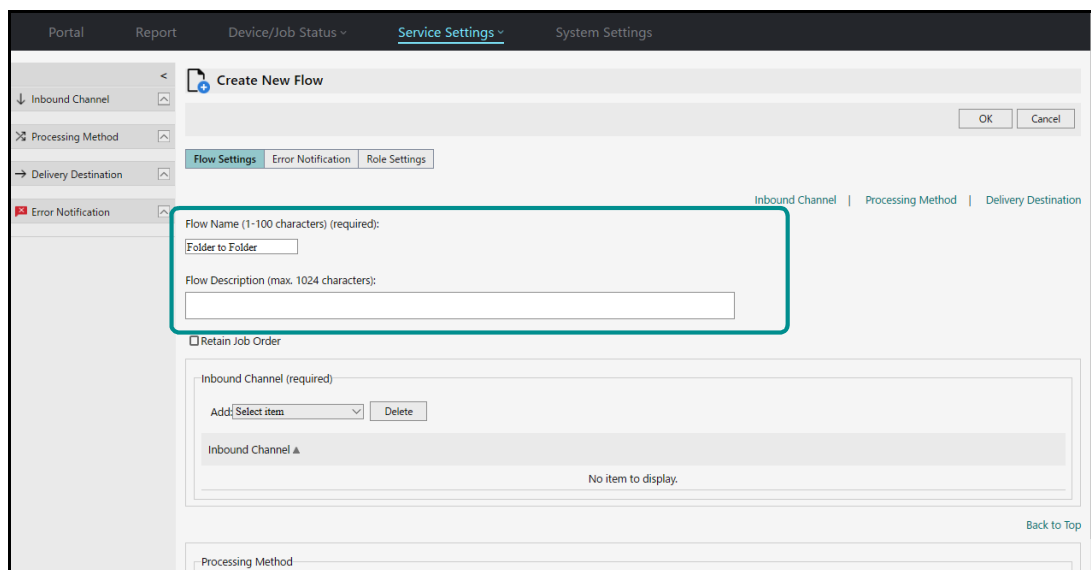 Portal Report Device/Job Status Service Settings System Settings
<
Create New Flow
Inbound Channel
OK Cancel
Processing Method
Flow Settings Error Notification Role Settings
Delivery Destination
Inbound Channel | Processing Method | Delivery Destination
Error Notification
Flow Name (1-100 characters) (required):
Folder to Folder
Flow Description (max. 1024 characters):
Retain Job Order
Inbound Channel (required)
Add: Select item Delete
Inbound Channel ▲
No item to display.
Back to Top
Processing Method